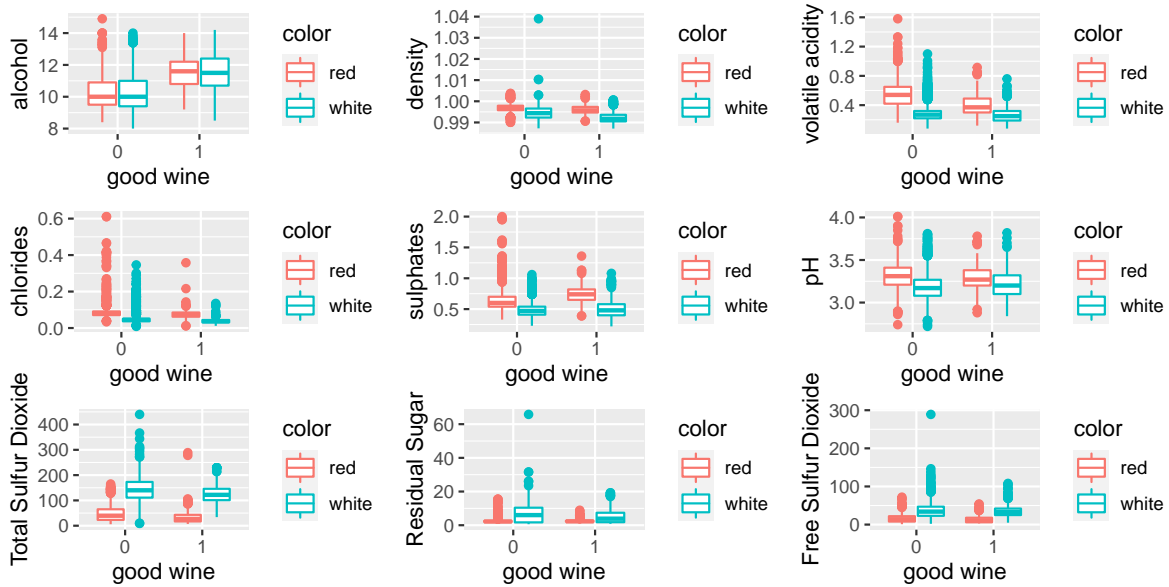 alcohol
14
12
10
8
0 1
good wine
color
red
white
density
1.04
1.03
1.02
1.01
1.00
0.99
0 1
good wine
color
red
white
volatile acidity
1.6
1.2
0.8
0.4
0 1
good wine
color
red
white
chlorides
0.6
0.4
0.2
0.0
0 1
good wine
color
red
white
sulphates
2.0
1.5
1.0
0.5
0 1
good wine
color
red
white
pH
4.0
3.5
3.0
0 1
good wine
color
red
white
Total Sulfur Dioxide
400
300
200
100
0
0 1
good wine
color
red
white
Residual Sugar
60
40
20
0
0 1
good wine
color
red
white
Free Sulfur Dioxide
300
200
100
0
0 1
good wine
color
red
white